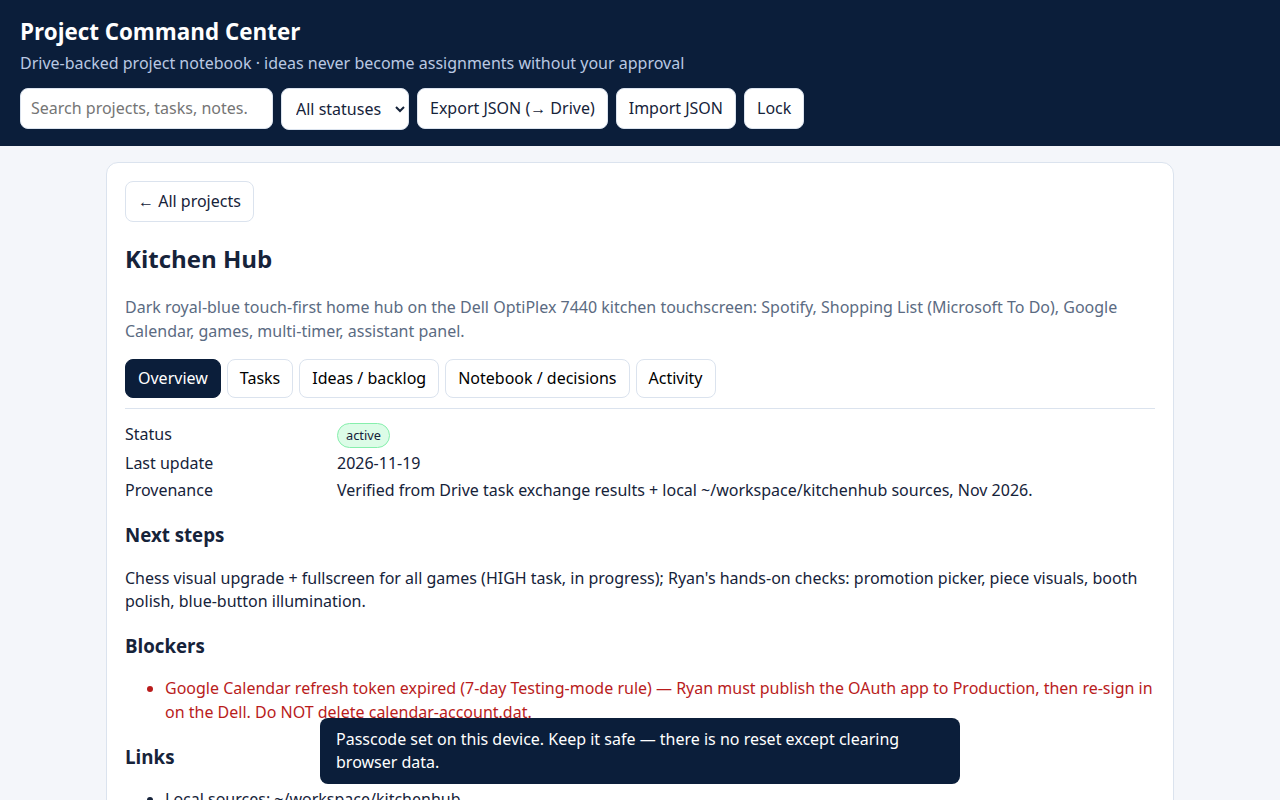 Project Command Center
Drive-backed project notebook · ideas never become assignments without your approval
Search projects, tasks, notes.
All statuses
Export JSON (→ Drive)
Import JSON
Lock
← All projects
Kitchen Hub
Dark royal-blue touch-first home hub on the Dell OptiPlex 7440 kitchen touchscreen: Spotify, Shopping List (Microsoft To Do), Google
Calendar, games, multi-timer, assistant panel.
Overview
Tasks
Ideas / backlog
Notebook / decisions
Activity
Status
active
Last update
2026-11-19
Provenance
Verified from Drive task exchange results + local ~/workspace/kitchenhub sources, Nov 2026.
Next steps
Chess visual upgrade + fullscreen for all games (HIGH task, in progress); Ryan's hands-on checks: promotion picker, piece visuals, booth
polish, blue-button illumination.
Blockers
Google Calendar refresh token expired (7-day Testing-mode rule) — Ryan must publish the OAuth app to Production, then re-sign in
on the Dell. Do NOT delete calendar-account.dat.
Links
Passcode set on this device. Keep it safe — there is no reset except clearing
browser data.
Local sources: ~/workspace/kitchenhub